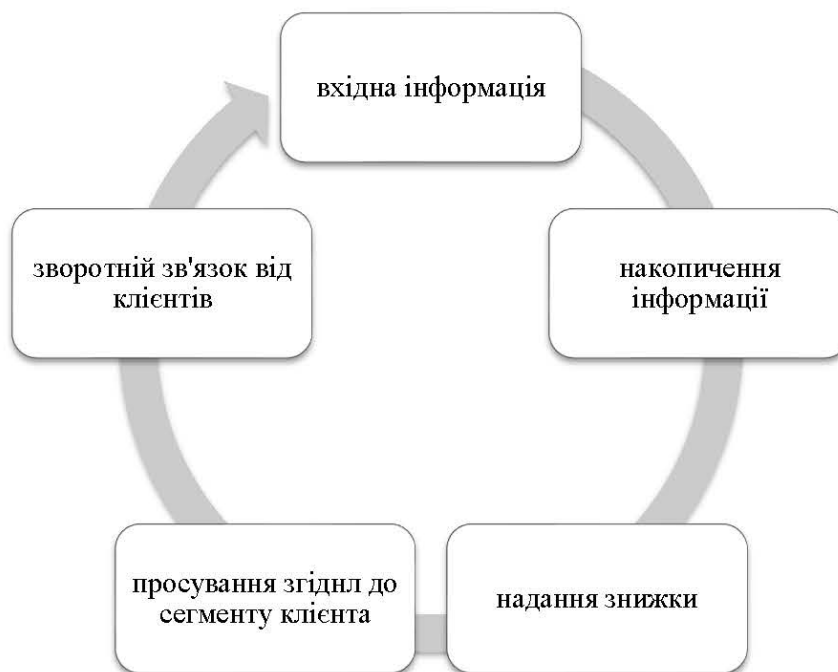 вхідна інформація
накопичення
інформації
надання знижки
просування згіднл до
сегменту клієнта
зворотній зв'язок від
клієнтів